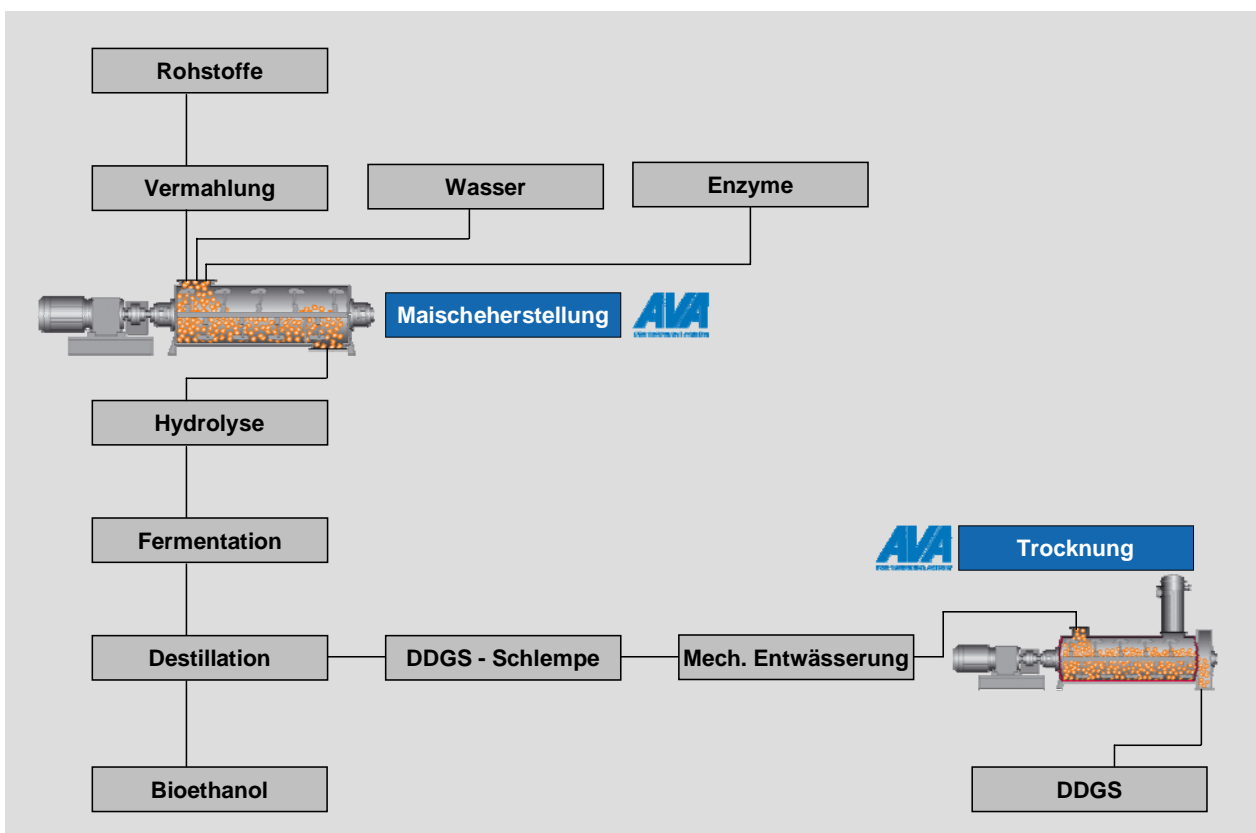 Rohstoffe
Vermahlung
Wasser
Enzyme
Maischeherstellung
AVA
Hydrolyse
Fermentation
AVA
Trocknung
Destillation
DDGS - Schlempe
Mech. Entwässerung
Bioethanol
DDGS